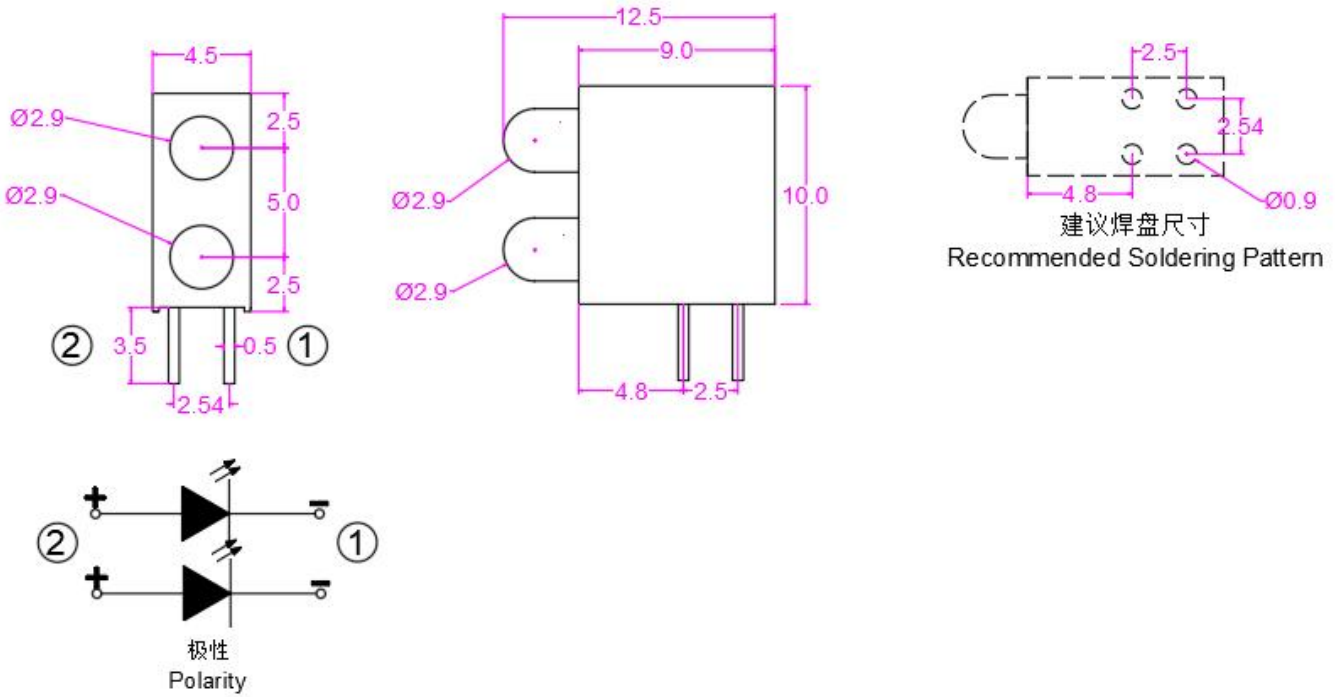 4.5
Ø2.9
2.5
5.0
Ø2.9
2.5
②
3.5
0.5
①
2.54
12.5
9.0
Ø2.9
10.0
Ø2.9
4.8
2.5
2.5
2.54
4.8
Ø0.9
建议焊盘尺寸
Recommended Soldering Pattern
+
-
②
①
+
-
极性
Polarity